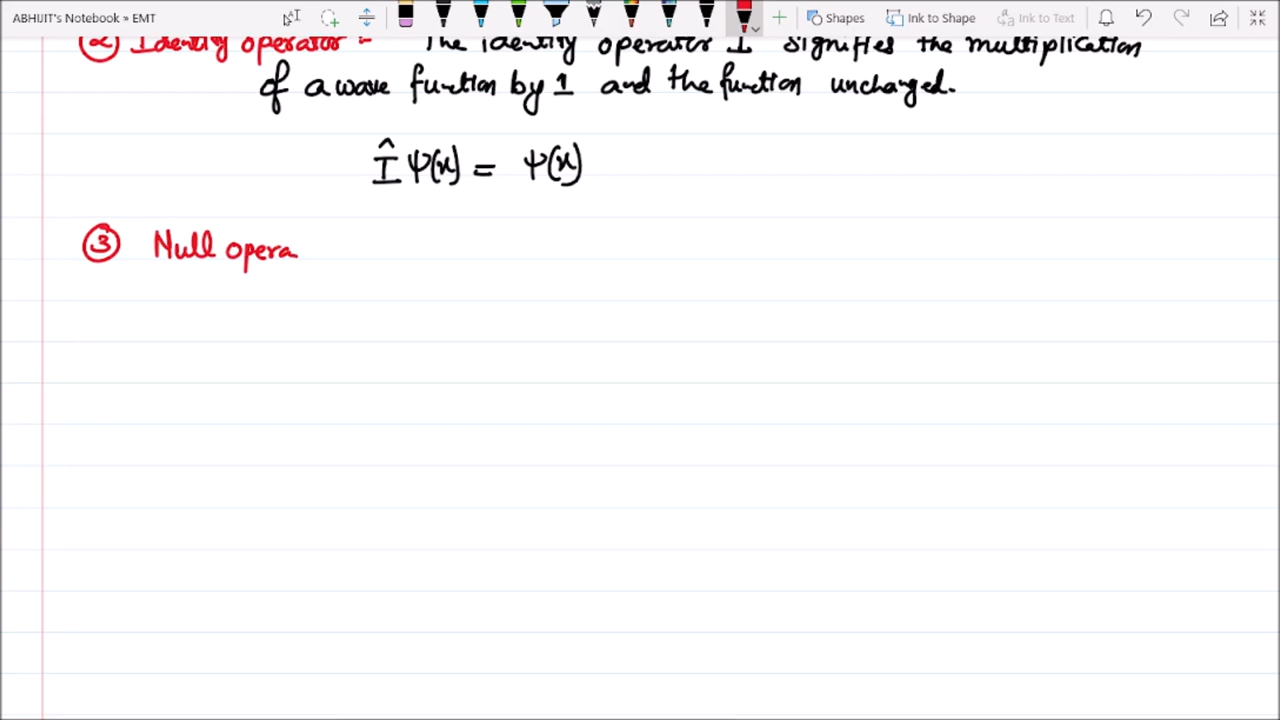 ABHIJIT's Notebook » EMT
Shapes
Ink to Shape
Ink to Text
② Identity operator :- The identity operator I signifies the multiplication
of a wave function by 1 and the function unchanged.
Î ψ(x) = ψ(x)
③ Null opera